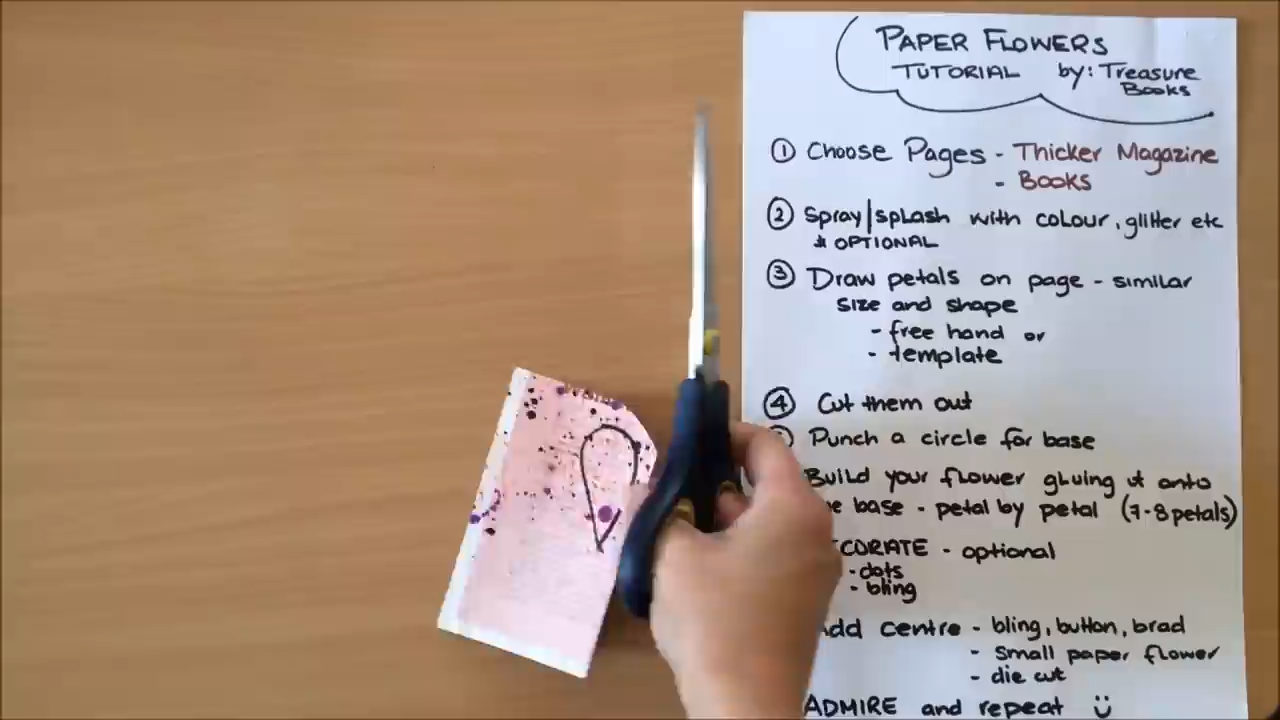 PAPER FLOWERS
TUTORIAL by: Treasure
Books
① Choose Pages - Thicker Magazine
- Books
② Spray/splash with colour, glitter etc
* OPTIONAL
③ Draw petals on page - similar
size and shape
- free hand or
- template
④ Cut them out
Punch a circle for base
Build your flower gluing it onto
base - petal by petal (7-8 petals)
CORATE - optional
- dots
- bling
Add centre - bling, button, brad
- small paper flower
- die cut
ADMIRE and repeat ü